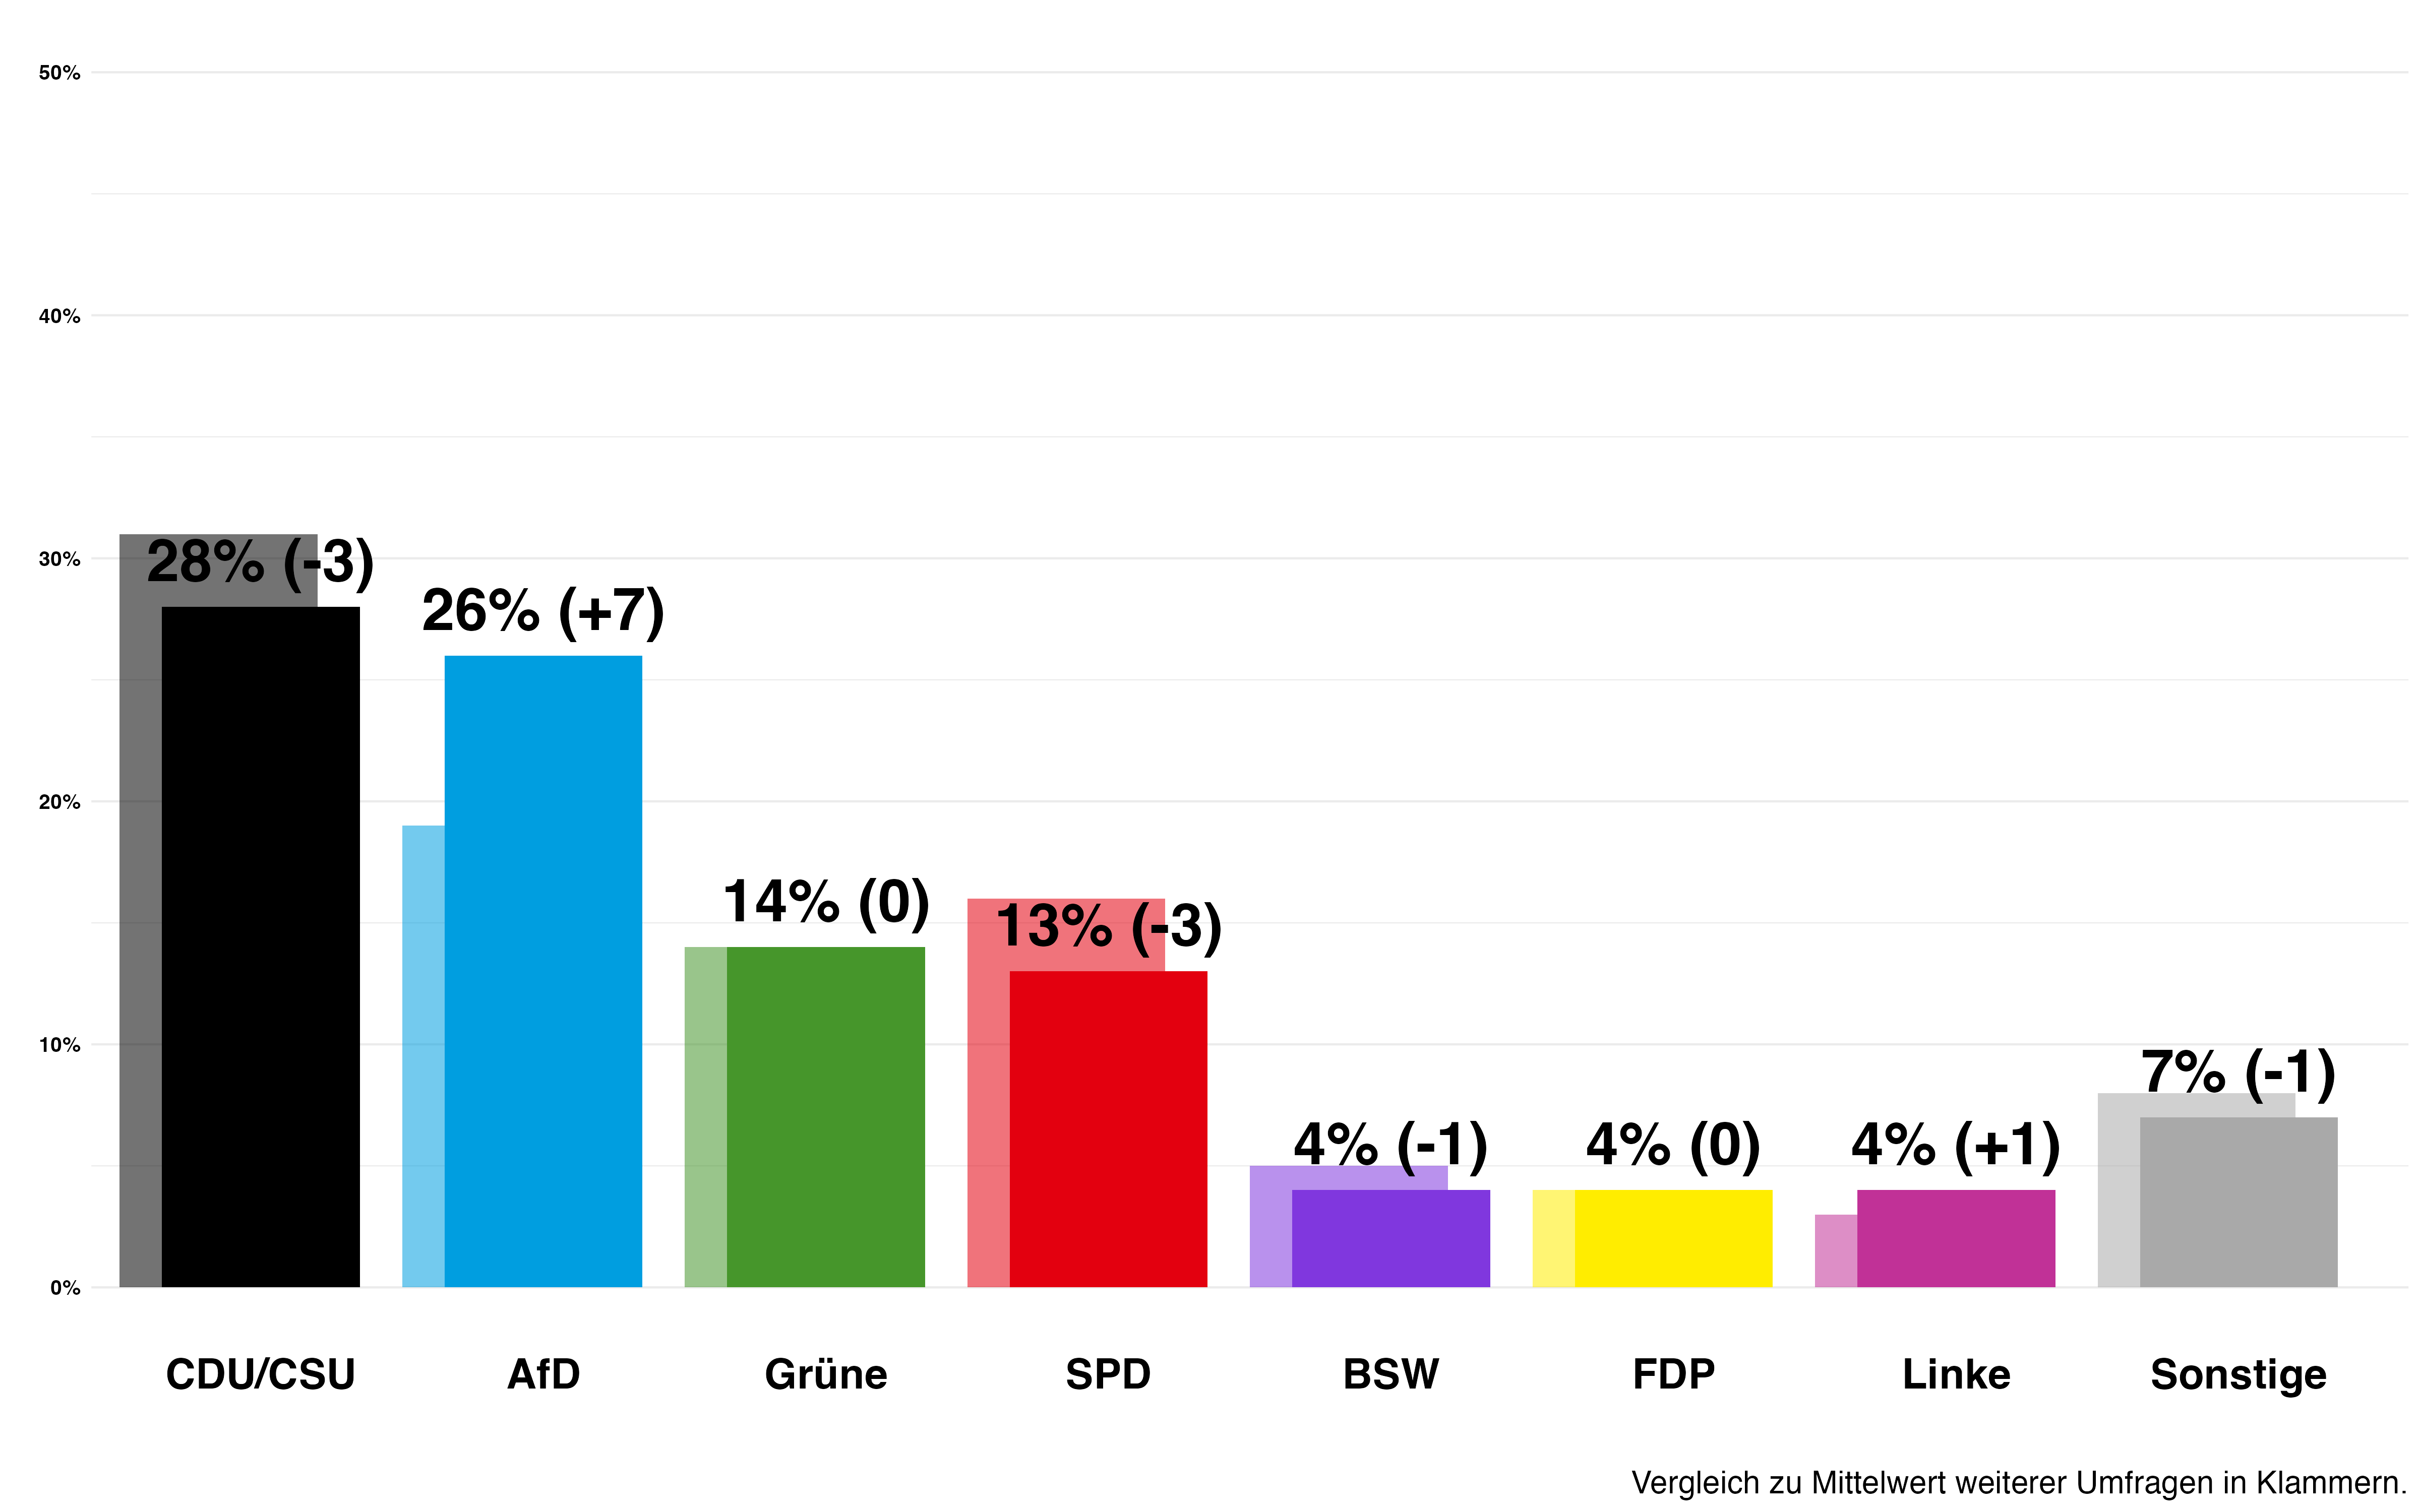 50%
40%
30%
20%
10%
0%
28% (-3)
26% (+7)
14% (0)
13% (-3)
4% (-1)
4% (0)
4% (+1)
7% (-1)
CDU/CSU
AfD
Grüne
SPD
BSW
FDP
Linke
Sonstige
Vergleich zu Mittelwert weiterer Umfragen in Klammern.